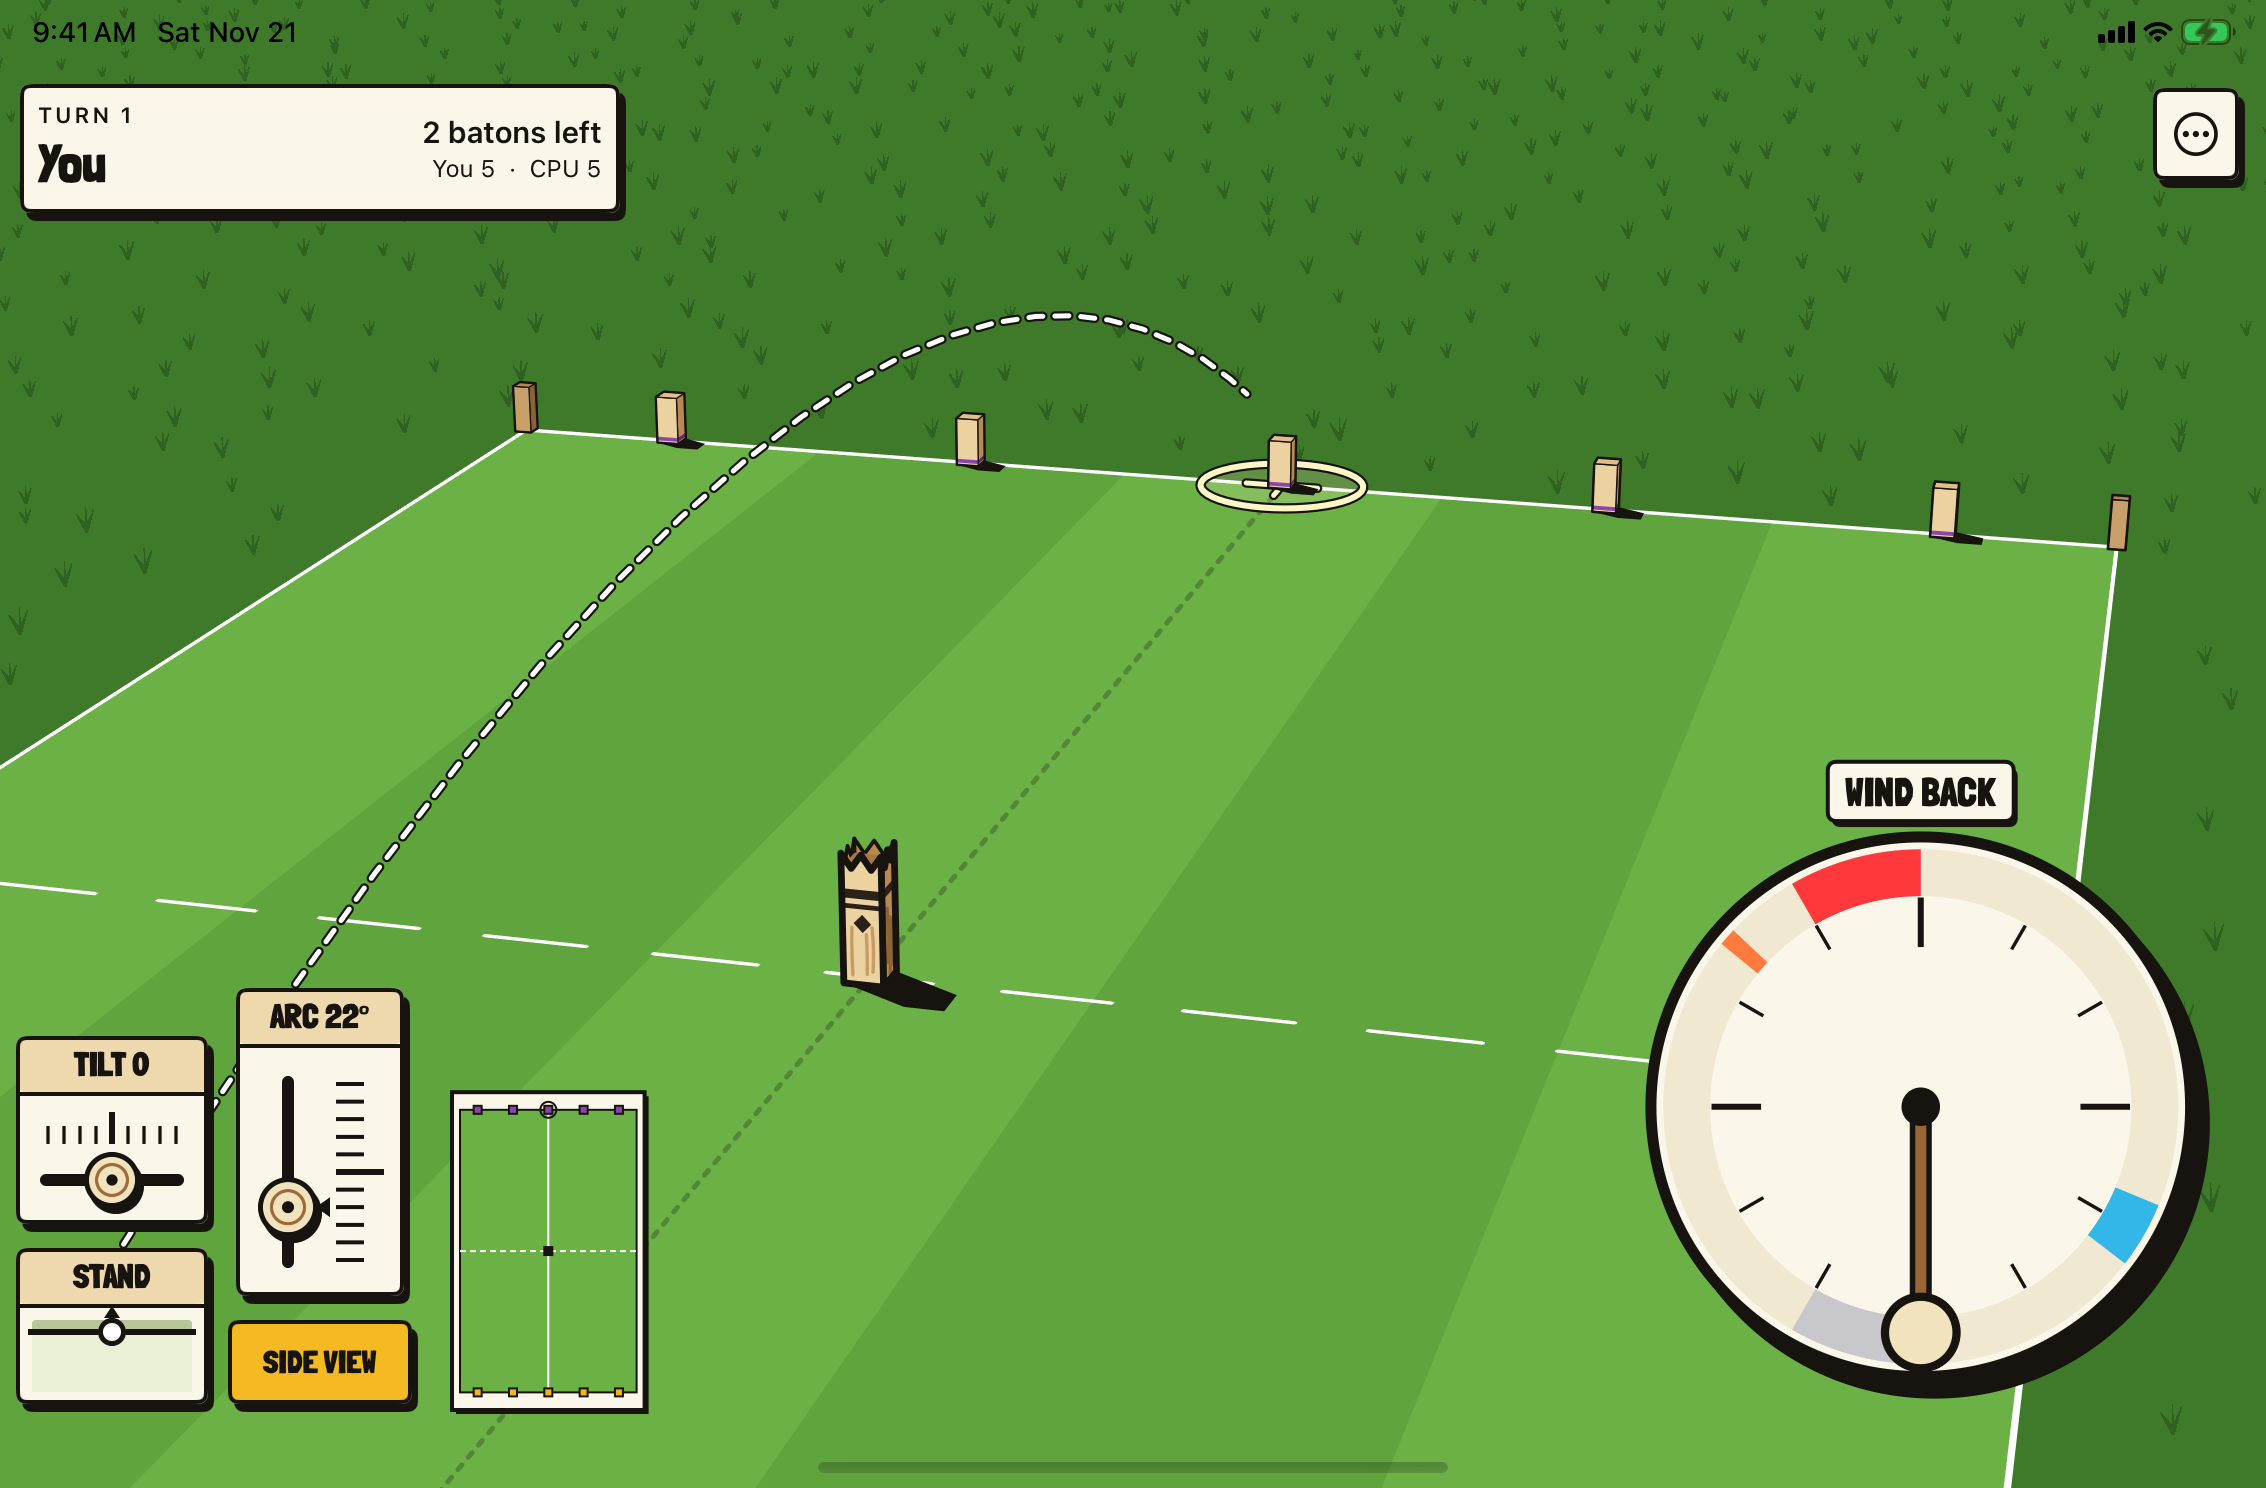 9:41 AM Sat Nov 21
TURN 1
You
2 batons left
You 5 · CPU 5
WIND BACK
ARC 22°
TILT 0
STAND
SIDE VIEW